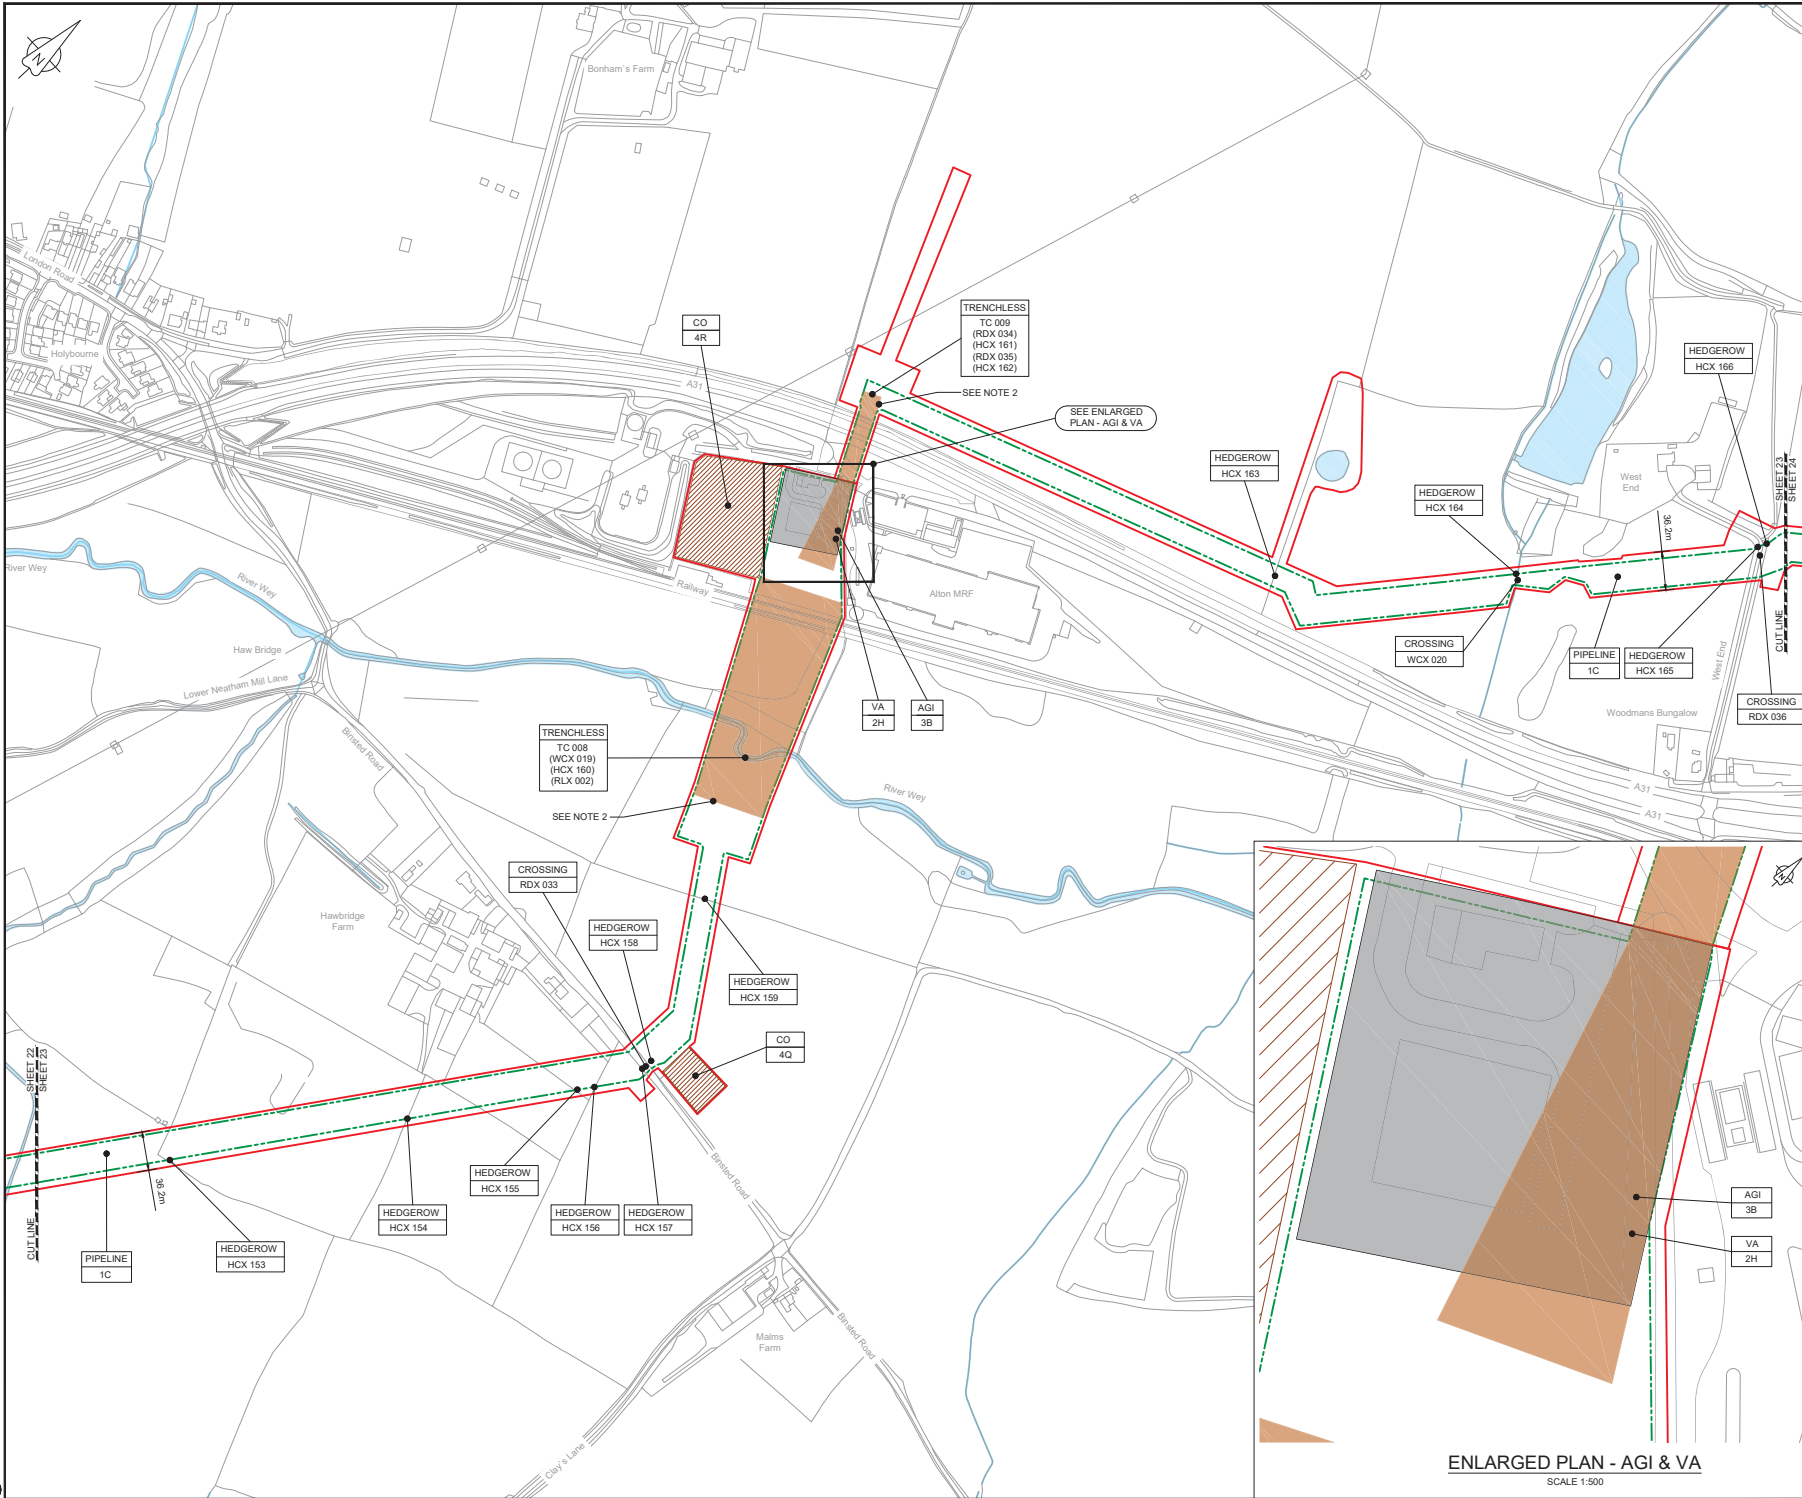 N
Bonham's Farm
London Road
Holybourne
CO
4R
TRENCHLESS
TC 009
(RDX 034)
(HCX 161)
(RDX 035)
(HCX 162)
A31
SEE NOTE 2
SEE ENLARGED
PLAN - AGI & VA
HEDGEROW
HCX 166
HEDGEROW
HCX 163
HEDGEROW
HCX 164
West
End
SHEET 23
SHEET 24
36.2m
River Wey
River Wey
Railway
Alton MRF
Haw Bridge
Lower Neatham Mill Lane
CROSSING
WCX 020
PIPELINE
1C
HEDGEROW
HCX 165
CUT LINE
West End
VA
2H
AGI
3B
CROSSING
RDX 036
Woodmans Bungalow
Binsted Road
TRENCHLESS
TC 008
(WCX 019)
(HCX 160)
(RLX 002)
River Wey
A31
A31
SEE NOTE 2
CROSSING
RDX 033
Hawbridge
Farm
HEDGEROW
HCX 158
HEDGEROW
HCX 159
CO
4Q
SHEET 22
SHEET 23
36.2m
HEDGEROW
HCX 155
Binsted Road
HEDGEROW
HCX 154
HEDGEROW
HCX 156
HEDGEROW
HCX 157
CUT LINE
PIPELINE
1C
HEDGEROW
HCX 153
Malms
Farm
Binsted Road
Clay's Lane
N
AGI
3B
VA
2H
ENLARGED PLAN - AGI & VA
SCALE 1:500